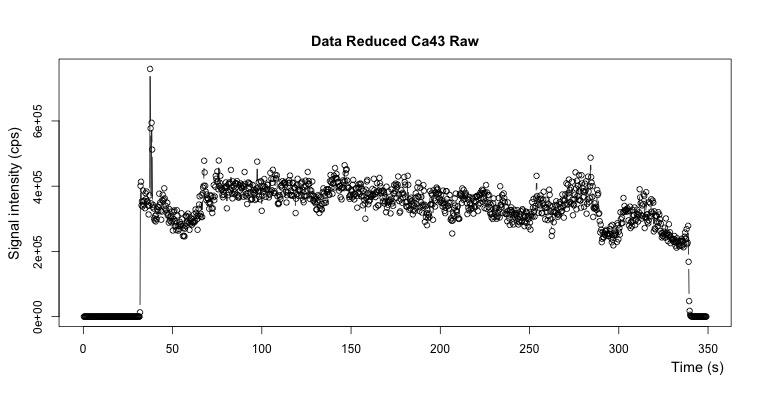 Data Reduced Ca43 Raw
Signal intensity (cps)
6e+05
4e+05
2e+05
0e+00
0 50 100 150 200 250 300 350
Time (s)